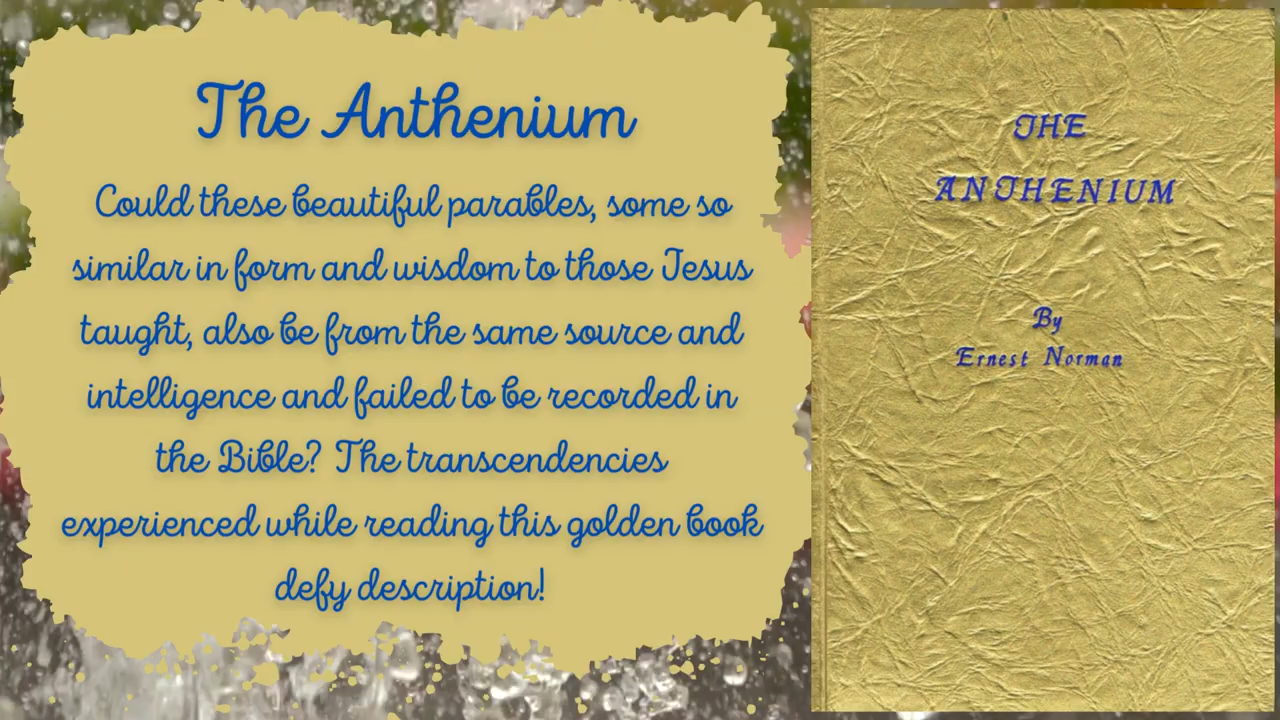 The Anthenium
Could these beautiful parables, some so
similar in form and wisdom to those Jesus
taught, also be from the same source and
intelligence and failed to be recorded in
the Bible? The transcendencies
experienced while reading this golden book
defy description!
THE
ANTHENIUM
By
Ernest Norman